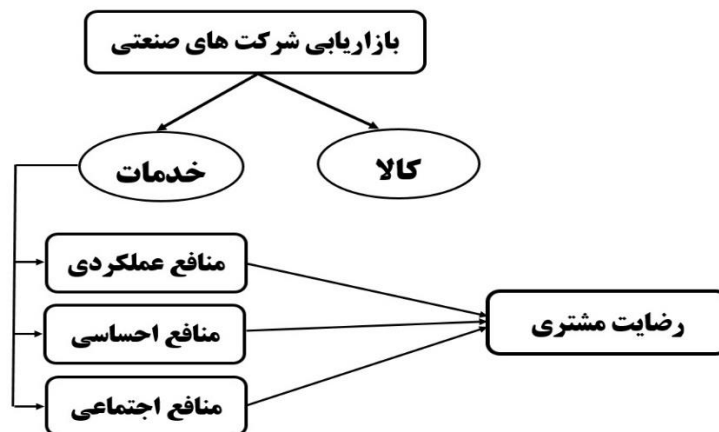 بازاریابی شرکت های صنعتی
کالا
خدمات
منافع عملکردی
منافع احساسی
منافع اجتماعی
رضایت مشتری